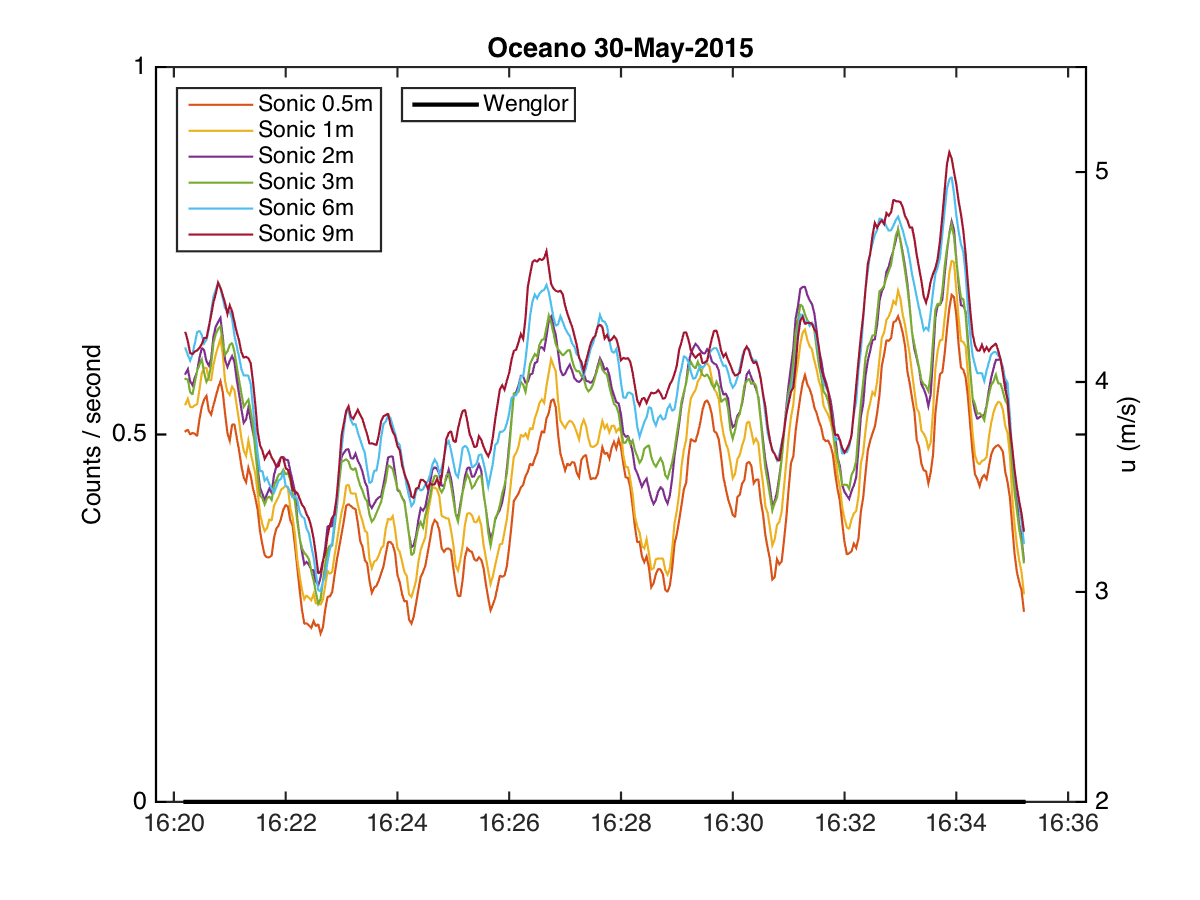 Oceano 30-May-2015
1
0.5
0
Counts / second
Sonic 0.5m
Sonic 1m
Sonic 2m
Sonic 3m
Sonic 6m
Sonic 9m
Wenglor
5
4
3
2
u (m/s)
16:20 16:22 16:24 16:26 16:28 16:30 16:32 16:34 16:36